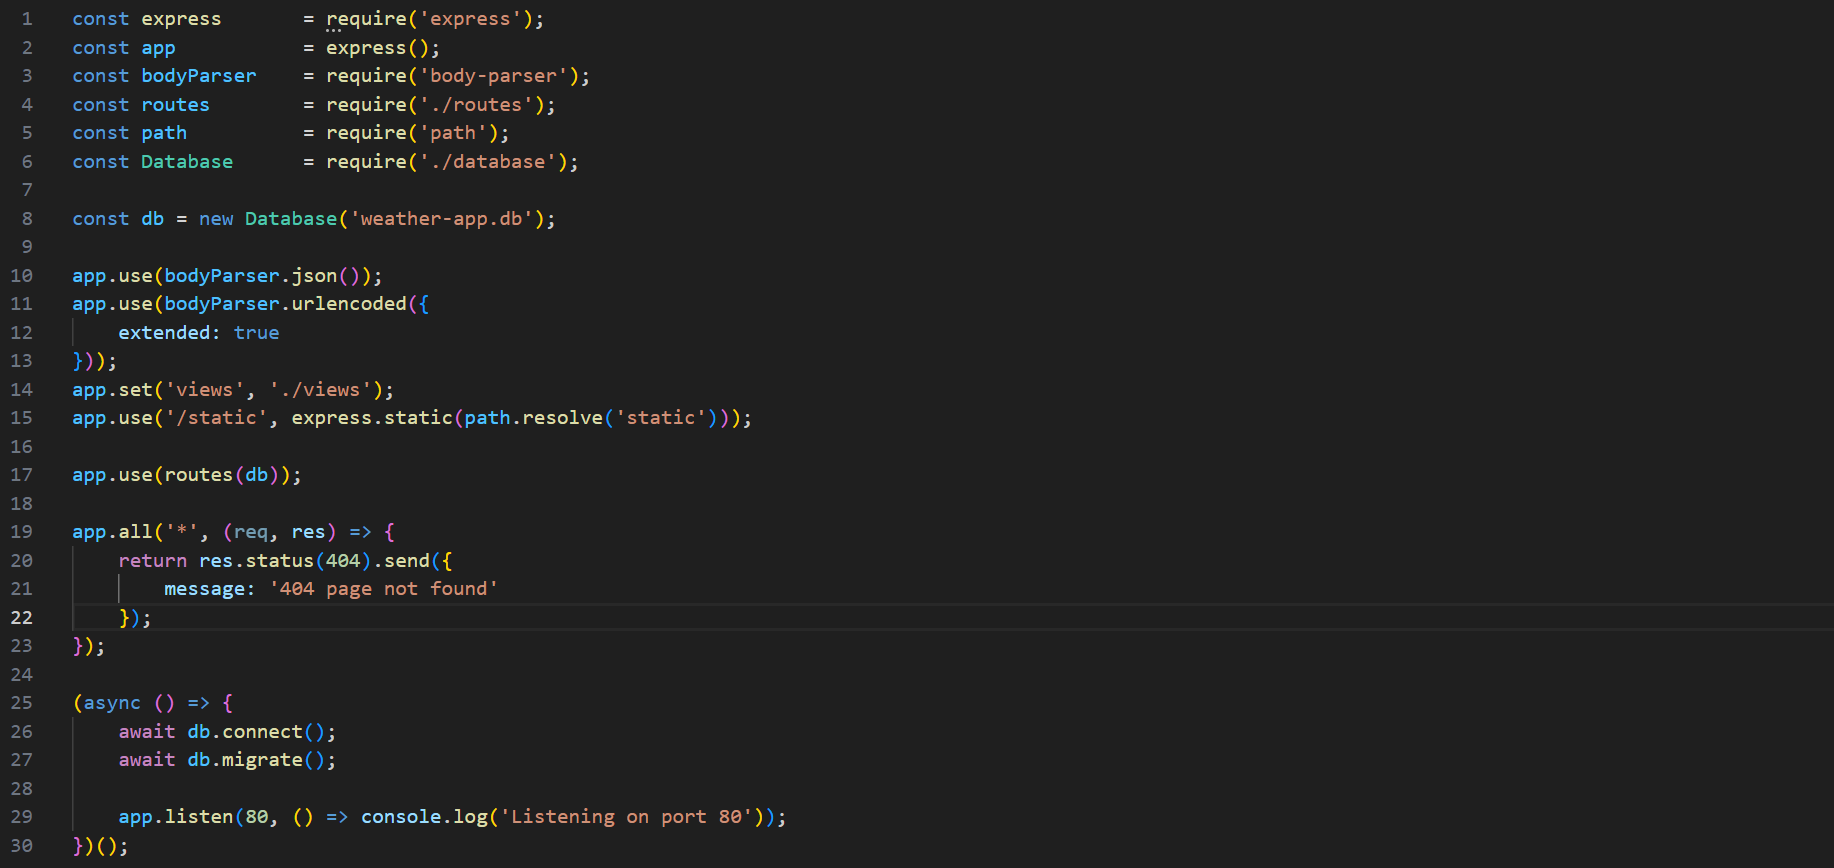 1 const express       = require('express');
2 const app           = express();
3 const bodyParser    = require('body-parser');
4 const routes        = require('./routes');
5 const path          = require('path');
6 const Database      = require('./database');
7
8 const db = new Database('weather-app.db');
9
10 app.use(bodyParser.json());
11 app.use(bodyParser.urlencoded({
12     extended: true
13 }));
14 app.set('views', './views');
15 app.use('/static', express.static(path.resolve('static')));
16
17 app.use(routes(db));
18
19 app.all('*', (req, res) => {
20     return res.status(404).send({
21         message: '404 page not found'
22     });
23 });
24
25 (async () => {
26     await db.connect();
27     await db.migrate();
28
29     app.listen(80, () => console.log('Listening on port 80'));
30 })();